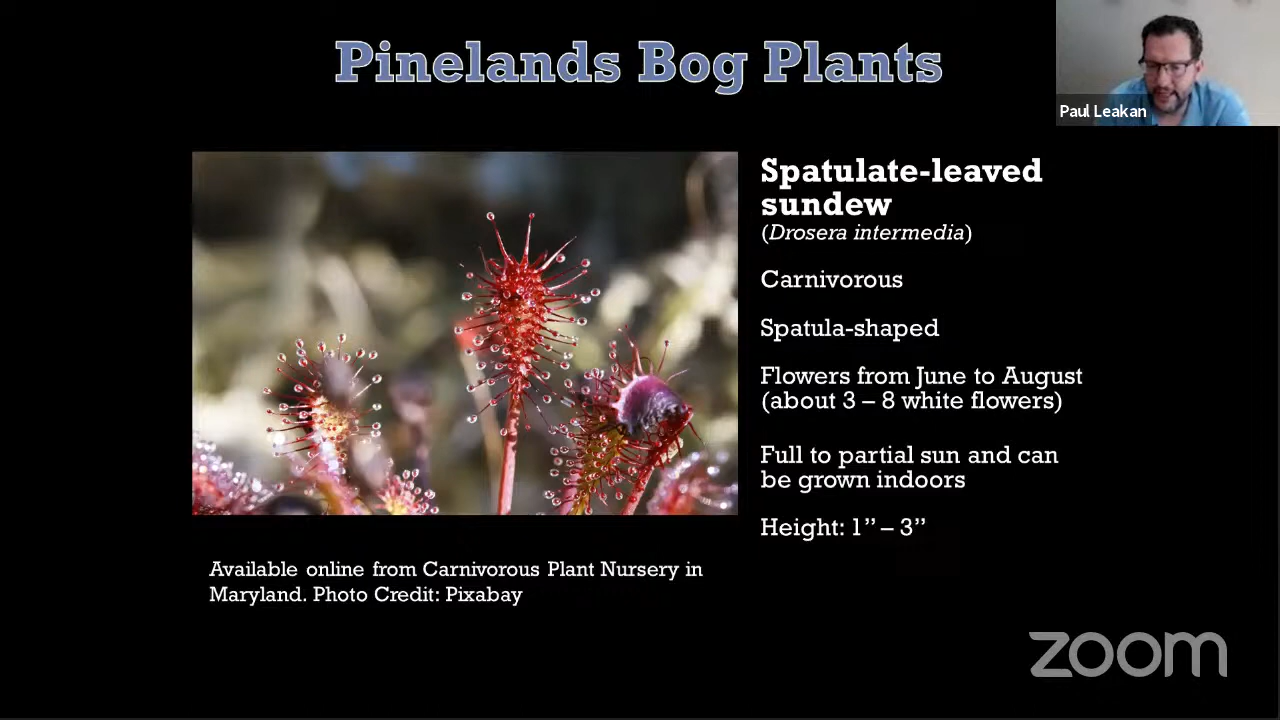 Pinelands Bog Plants
Paul Leakan
Spatulate-leaved
sundew
(Drosera intermedia)
Carnivorous
Spatula-shaped
Flowers from June to August
(about 3 – 8 white flowers)
Full to partial sun and can
be grown indoors
Height: 1” – 3”
Available online from Carnivorous Plant Nursery in
Maryland. Photo Credit: Pixabay
zoom